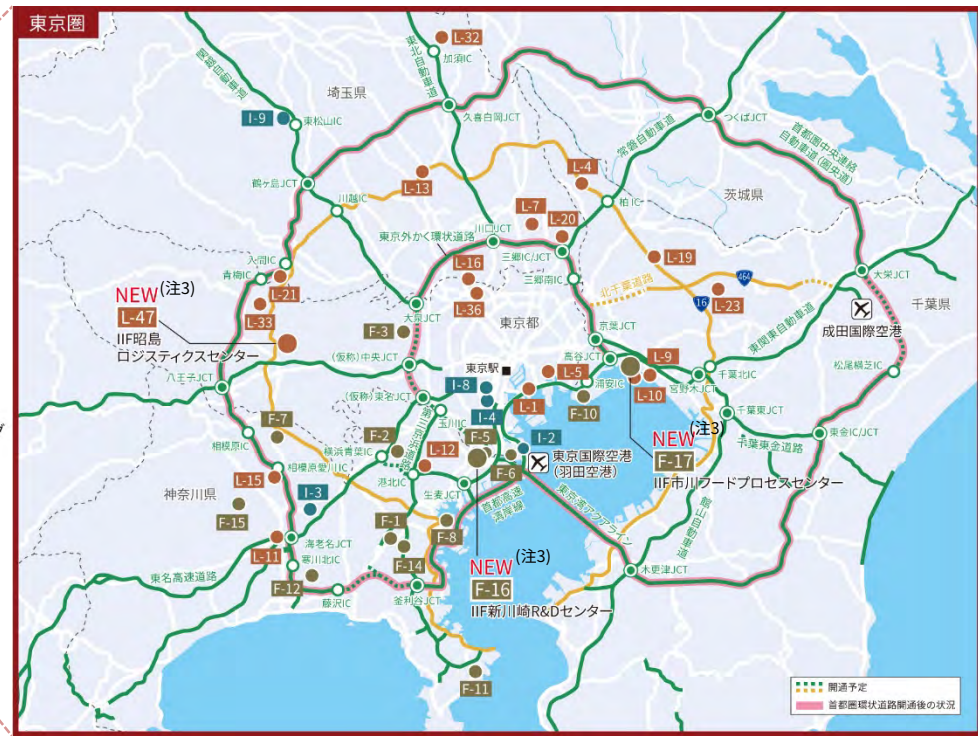 東京圏
L-32
加須IC
東北自動車道
関越自動車道
埼玉県
I-9
東松山IC
久喜白岡JCT
つくばJCT
常磐自動車道
首都圏中央連絡
自動車道(圏央道)
茨城県
鶴ヶ島JCT
川越IC
L-13
L-4
柏IC
L-7
L-20
川口JCT
東京外かく環状道路
三郷IC/JCT
三郷南IC
L-19
464
大栄JCT
入間IC
青梅IC
L-21
L-33
L-16
L-36
北千葉道路
16
L-23
千葉県
成田国際空港
NEW(注3)
L-47
IIF昭島
ロジスティクスセンター
大泉JCT
F-3
東京都
京葉JCT
東関東自動車道
(仮称)中央JCT
高谷JCT
L-9
千葉北IC
松尾横芝IC
八王子JCT
東京駅
L-5
浦安IC
L-10
宮野木JCT
(仮称)東名JCT
I-8
L-1
F-10
千葉東JCT
玉川IC
I-4
第三京浜道路
NEW(注3)
F-17
IIF市川フードプロセスセンター
千葉東金道路
東金IC/JCT
F-7
F-2
F-5
I-2
東京国際空港
(羽田空港)
相模原IC
横浜青葉IC
L-12
F-6
相模原愛川IC
港北IC
生麦JCT
首都高速
湾岸線
東京湾アクアライン
館山自動車道
神奈川県
L-15
I-3
F-15
F-1
F-8
海老名JCT
L-11
寒川北IC
F-14
NEW(注3)
F-16
IIF新川崎R&Dセンター
木更津JCT
東名高速道路
F-12
藤沢IC
釜利谷JCT
F-11
開通予定
首都圏環状道路開通後の状況